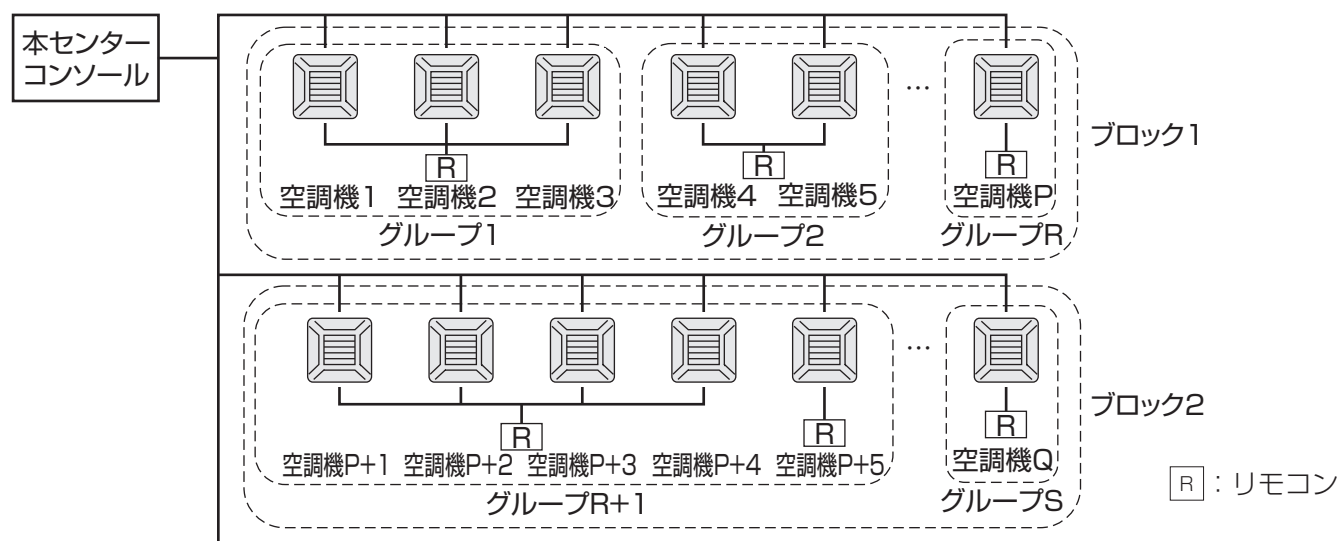 本センター
コンソール
…
R
R
R
空調機1
空調機2
空調機3
空調機4
空調機5
空調機P
グループ1
グループ2
グループR
ブロック1
…
R
R
R
空調機P+1
空調機P+2
空調機P+3
空調機P+4
空調機P+5
空調機Q
グループR+1
グループS
ブロック2
R：リモコン